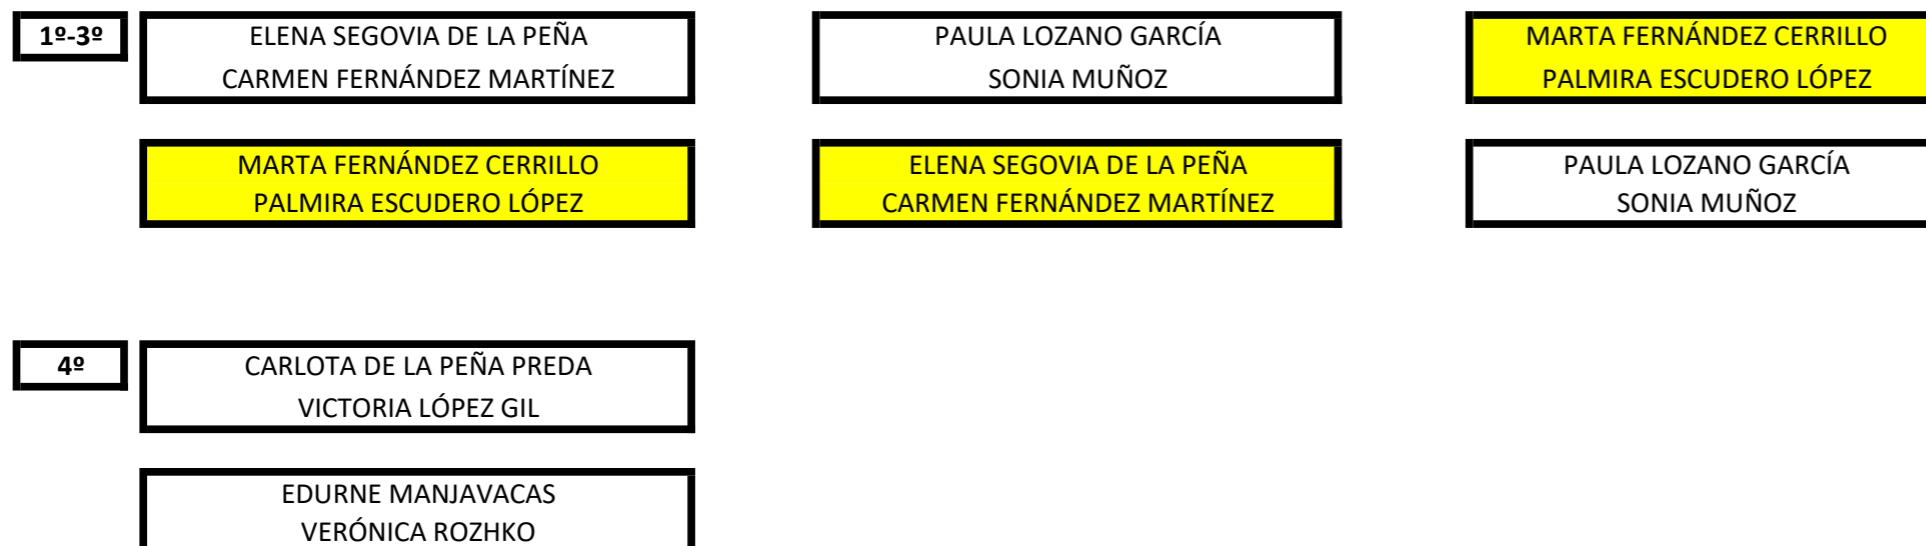 1º-3º
ELENA SEGOVIA DE LA PEÑA
CARMEN FERNÁNDEZ MARTÍNEZ
PAULA LOZANO GARCÍA
SONIA MUÑOZ
MARTA FERNÁNDEZ CERRILLO
PALMIRA ESCUDERO LÓPEZ
MARTA FERNÁNDEZ CERRILLO
PALMIRA ESCUDERO LÓPEZ
ELENA SEGOVIA DE LA PEÑA
CARMEN FERNÁNDEZ MARTÍNEZ
PAULA LOZANO GARCÍA
SONIA MUÑOZ
4º
CARLOTA DE LA PEÑA PREDA
VICTORIA LÓPEZ GIL
EDURNE MANJAVACAS
VERÓNICA ROZHKO